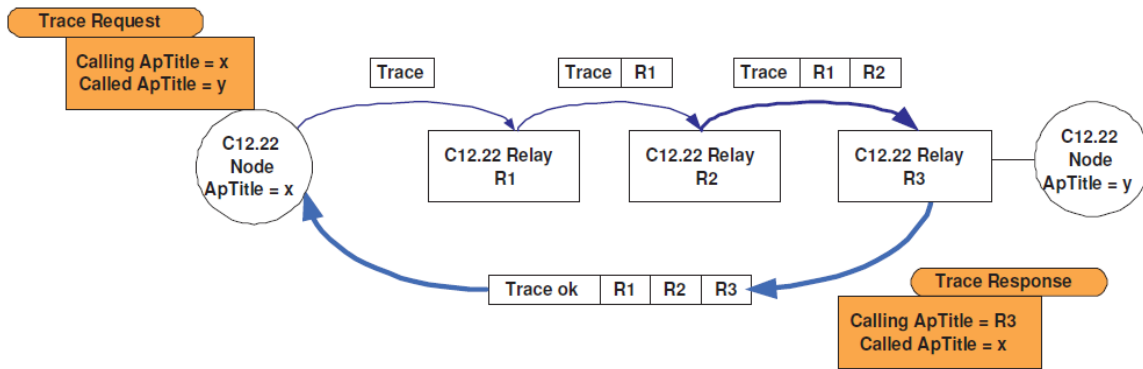 Trace Request
Calling ApTitle = x
Called ApTitle = y
Trace
Trace R1
Trace R1 R2
C12.22
Node
ApTitle = x
C12.22 Relay
R1
C12.22 Relay
R2
C12.22 Relay
R3
C12.22
Node
ApTitle = y
Trace ok R1 R2 R3
Trace Response
Calling ApTitle = R3
Called ApTitle = x